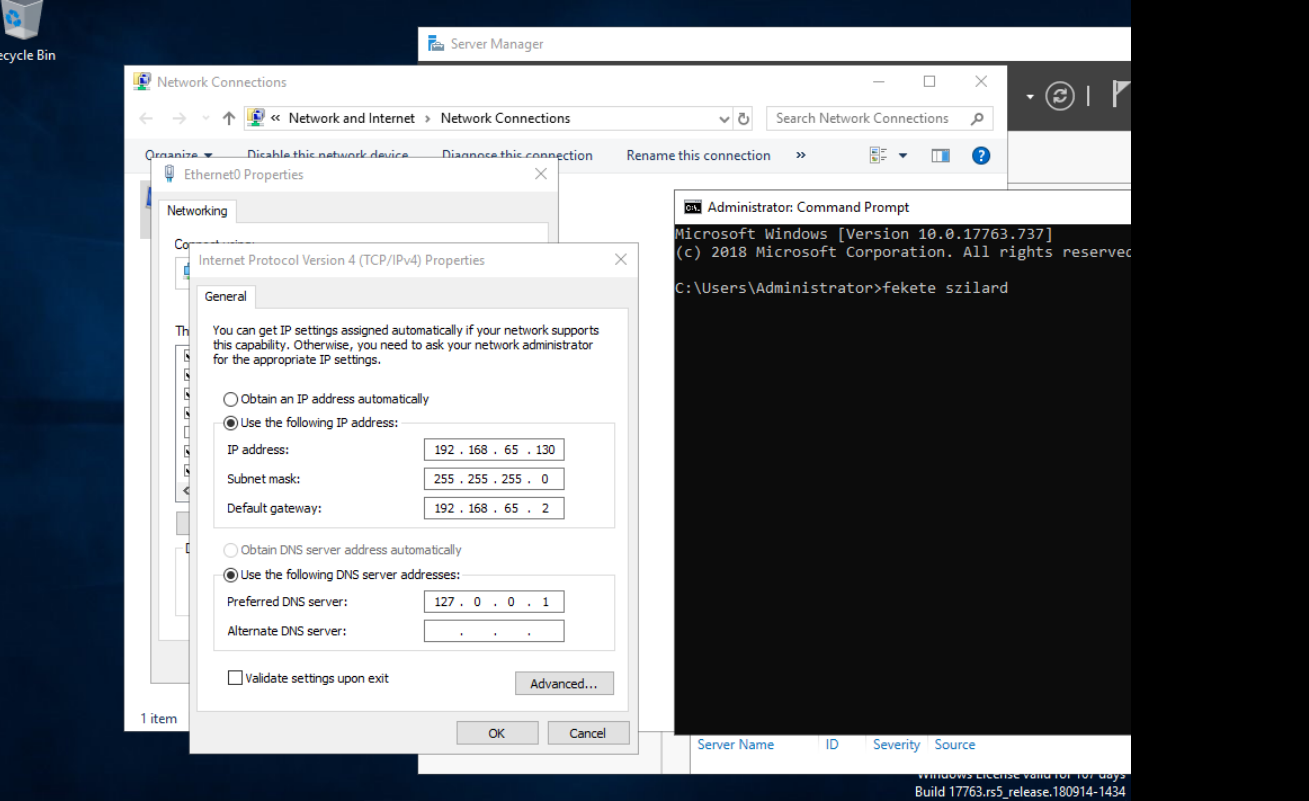 ecycle Bin
Server Manager
Network Connections
« Network and Internet › Network Connections
Search Network Connections
Organize
Disable this network device
Diagnose this connection
Rename this connection
»
Ethernet0 Properties
Networking
Connect using:
Th
Administrator: Command Prompt
Microsoft Windows [Version 10.0.17763.737]
(c) 2018 Microsoft Corporation. All rights reserved
C:\Users\Administrator>fekete szilard
Internet Protocol Version 4 (TCP/IPv4) Properties
General
You can get IP settings assigned automatically if your network supports
this capability. Otherwise, you need to ask your network administrator
for the appropriate IP settings.
Obtain an IP address automatically
Use the following IP address:
IP address: 192 . 168 . 65 . 130
Subnet mask: 255 . 255 . 255 . 0
Default gateway: 192 . 168 . 65 . 2
Obtain DNS server address automatically
Use the following DNS server addresses:
Preferred DNS server: 127 . 0 . 0 . 1
Alternate DNS server: . . .
Validate settings upon exit
Advanced...
OK
Cancel
1 item
Server Name
ID
Severity
Source
Windows License valid for 107 days
Build 17763.rs5_release.180914-1434